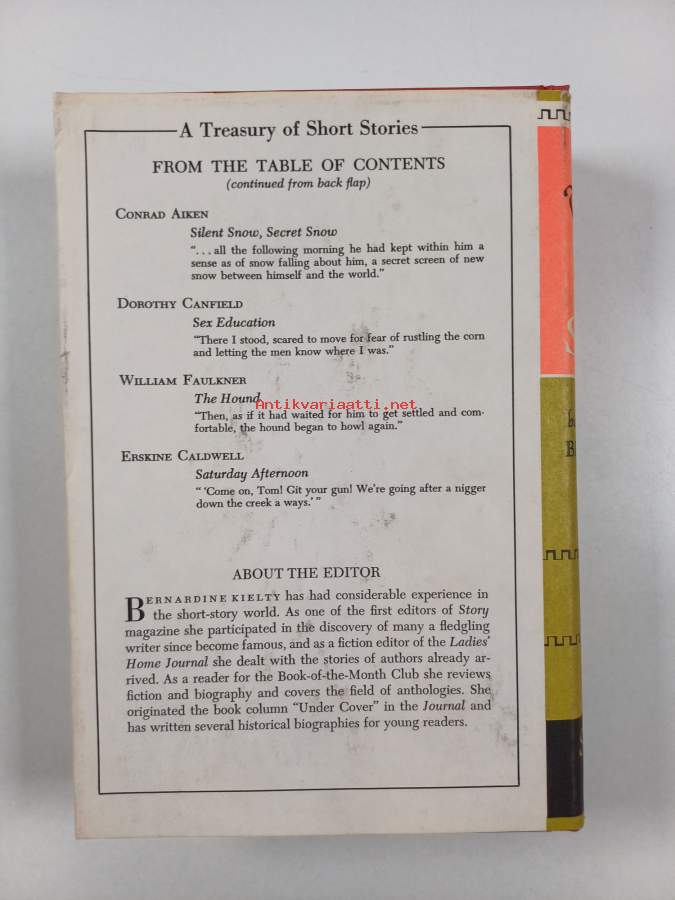 A Treasury of Short Stories
FROM THE TABLE OF CONTENTS
(continued from back flap)
CONRAD AIKEN
Silent Snow, Secret Snow
“. . . all the following morning he had kept within him a
sense as of snow falling about him, a secret screen of new
snow between himself and the world.”
DOROTHY CANFIELD
Sex Education
“There I stood, scared to move for fear of rustling the corn
and letting the men know where I was.”
WILLIAM FAULKNER
The Hound
Antikvariaatti.net
“Then, as if it had waited for him to get settled and com-
fortable, the hound began to howl again.”
ERSKINE CALDWELL
Saturday Afternoon
“ ‘Come on, Tom! Git your gun! We're going after a nigger
down the creek a ways.’ ”
ABOUT THE EDITOR
BERNARDINE KIELTY has had considerable experience in
the short-story world. As one of the first editors of Story
magazine she participated in the discovery of many a fledgling
writer since become famous, and as a fiction editor of the Ladies'
Home Journal she dealt with the stories of authors already ar-
rived. As a reader for the Book-of-the-Month Club she reviews
fiction and biography and covers the field of anthologies. She
originated the book column “Under Cover” in the Journal and
has written several historical biographies for young readers.